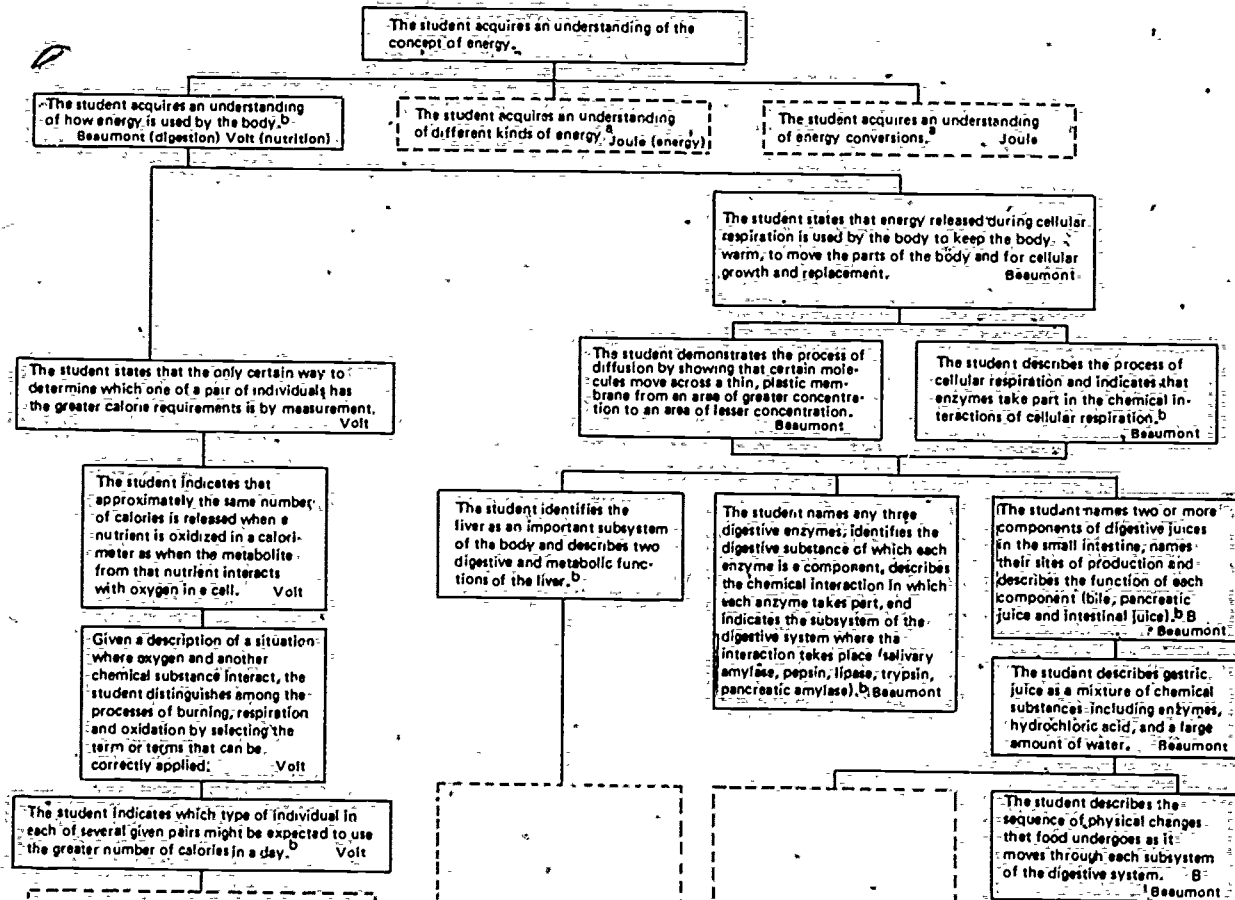 The student acquires an understanding of the
concept of energy.
The student acquires an understanding
of how energy is used by the body.b
Beaumont (digestion) Volt (nutrition)
The student acquires an understanding
of different kinds of energy.a Joule (energy)
The student acquires an understanding
of energy conversions.a Joule
The student states that energy released during cellular
respiration is used by the body to keep the body
warm, to move the parts of the body and for cellular
growth and replacement. Beaumont
The student states that the only certain way to
determine which one of a pair of individuals has
the greater calorie requirements is by measurement.
Volt
The student demonstrates the process of
diffusion by showing that certain mole-
cules move across a thin, plastic mem-
brane from an area of greater concentra-
tion to an area of lesser concentration.
Beaumont
The student describes the process of
cellular respiration and indicates that
enzymes take part in the chemical in-
teractions of cellular respiration.b
Beaumont
The student indicates that
approximately the same number
of calories is released when a
nutrient is oxidized in a calori-
meter as when the metabolite
from that nutrient interacts
with oxygen in a cell. Volt
The student identifies the
liver as an important subsystem
of the body and describes two
digestive and metabolic func-
tions of the liver.b
The student names any three
digestive enzymes, identifies the
digestive substance of which each
enzyme is a component, describes
the chemical interaction in which
each enzyme takes part, and
indicates the subsystem of the
digestive system where the
interaction takes place (salivary
amylase, pepsin, lipase, trypsin,
pancreatic amylase).b Beaumont
The student names two or more
components of digestive juices
in the small intestine, names
their sites of production and
describes the function of each
component (bile, pancreatic
juice and intestinal juice).b B
Beaumont
Given a description of a situation
where oxygen and another
chemical substance interact, the
student distinguishes among the
processes of burning, respiration
and oxidation by selecting the
term or terms that can be
correctly applied. Volt
The student describes gastric
juice as a mixture of chemical
substances including enzymes,
hydrochloric acid, and a large
amount of water. Beaumont
The student indicates which type of individual in
each of several given pairs might be expected to use
the greater number of calories in a day.b Volt
The student describes the
sequence of physical changes
that food undergoes as it
moves through each subsystem
of the digestive system. B
Beaumont